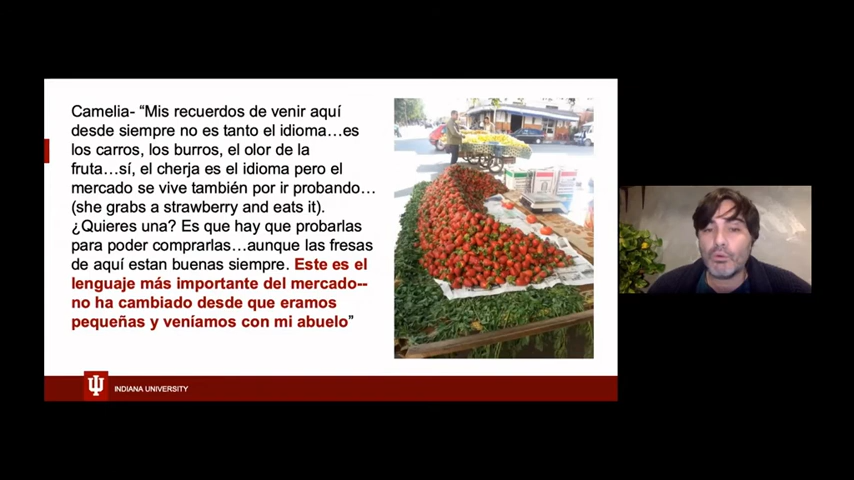 Camelia- “Mis recuerdos de venir aquí
desde siempre no es tanto el idioma…es
los carros, los burros, el olor de la
fruta…sí, el cherja es el idioma pero el
mercado se vive también por ir probando…
(she grabs a strawberry and eats it).
¿Quieres una? Es que hay que probarlas
para poder comprarlas…aunque las fresas
de aquí estan buenas siempre. Este es el
lenguaje más importante del mercado--
no ha cambiado desde que eramos
pequeñas y veníamos con mi abuelo”
INDIANA UNIVERSITY